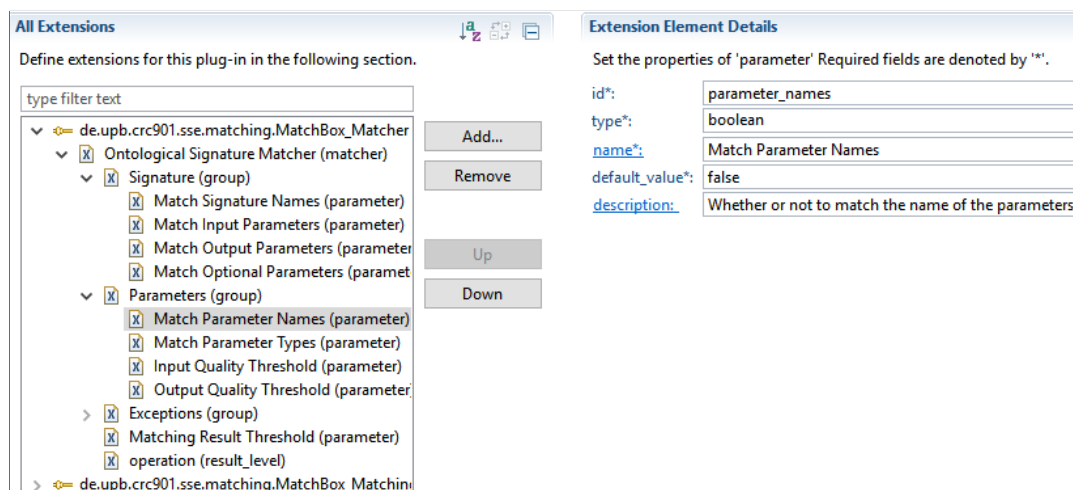 All Extensions
Define extensions for this plug-in in the following section.
type filter text
de.upb.crc901.sse.matching.MatchBox_Matcher
Ontological Signature Matcher (matcher)
Signature (group)
Match Signature Names (parameter)
Match Input Parameters (parameter)
Match Output Parameters (parameter
Match Optional Parameters (paramet
Parameters (group)
Match Parameter Names (parameter)
Match Parameter Types (parameter)
Input Quality Threshold (parameter)
Output Quality Threshold (parameter
Exceptions (group)
Matching Result Threshold (parameter)
operation (result_level)
de.upb.crc901.sse.matching.MatchBox_Matchin
Add...
Remove
Up
Down
Extension Element Details
Set the properties of 'parameter' Required fields are denoted by '*'.
id*: parameter_names
type*: boolean
name*: Match Parameter Names
default_value*: false
description: Whether or not to match the name of the parameters